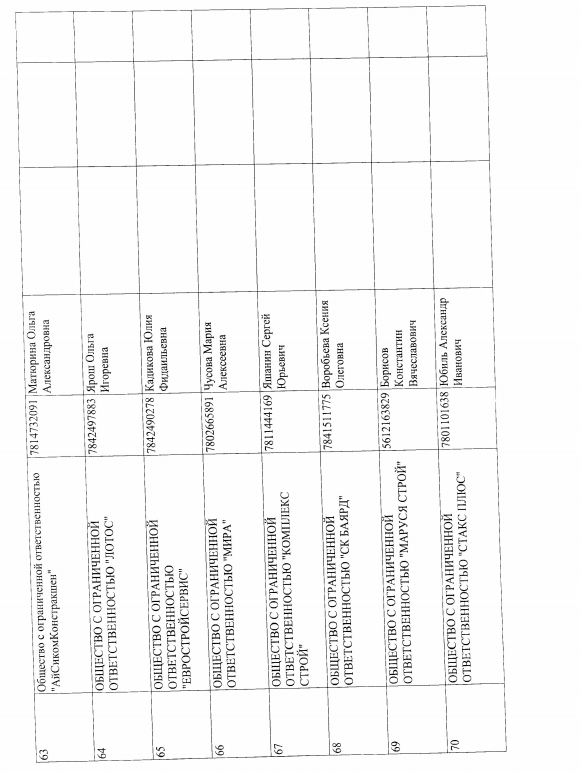 63
Общество с ограниченной ответственностью
"АйСикомКонстракшен"
7814732091
Матюрина Ольга
Александровна
64
ОБЩЕСТВО С ОГРАНИЧЕННОЙ
ОТВЕТСТВЕННОСТЬЮ "ЛОТОС"
7842497883
Ярош Ольга
Игоревна
65
ОБЩЕСТВО С ОГРАНИЧЕННОЙ
ОТВЕТСТВЕННОСТЬЮ
"ЕВРОСТРОЙСЕРВИС"
7842490278
Кадикова Юлия
Фидаильевна
66
ОБЩЕСТВО С ОГРАНИЧЕННОЙ
ОТВЕТСТВЕННОСТЬЮ "МИРА"
7802665891
Чусова Мария
Алексеевна
67
ОБЩЕСТВО С ОГРАНИЧЕННОЙ
ОТВЕТСТВЕННОСТЬЮ "КОМПЛЕКС
СТРОЙ"
7811444169
Яшанин Сергей
Юрьевич
68
ОБЩЕСТВО С ОГРАНИЧЕННОЙ
ОТВЕТСТВЕННОСТЬЮ "СК БАЯРД"
7841511775
Воробьева Ксения
Олеговна
69
ОБЩЕСТВО С ОГРАНИЧЕННОЙ
ОТВЕТСТВЕННОСТЬЮ "МАРУСЯ СТРОЙ"
5612163829
Борисов
Константин
Вячеславович
70
ОБЩЕСТВО С ОГРАНИЧЕННОЙ
ОТВЕТСТВЕННОСТЬЮ "СТАКС ПЛЮС"
7801101638
Юбиль Александр
Иванович